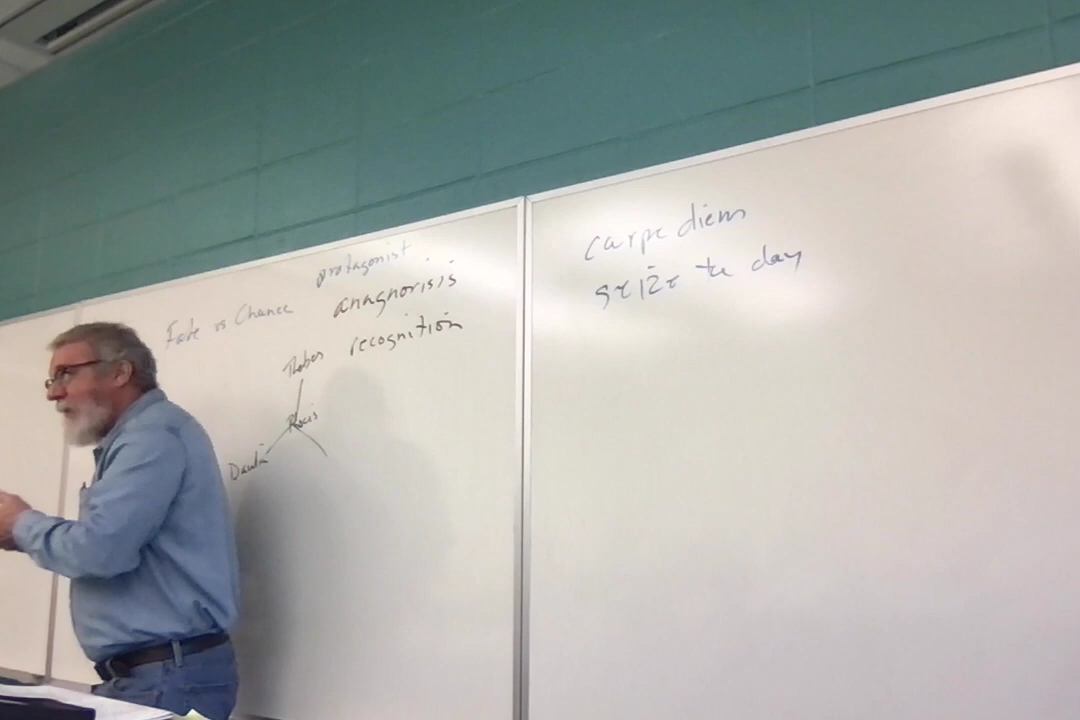 protagonist
Fate vs Chance
anagnorisis
recognition
Thebes
Phocis
Daulia
carpe diem
seize the day